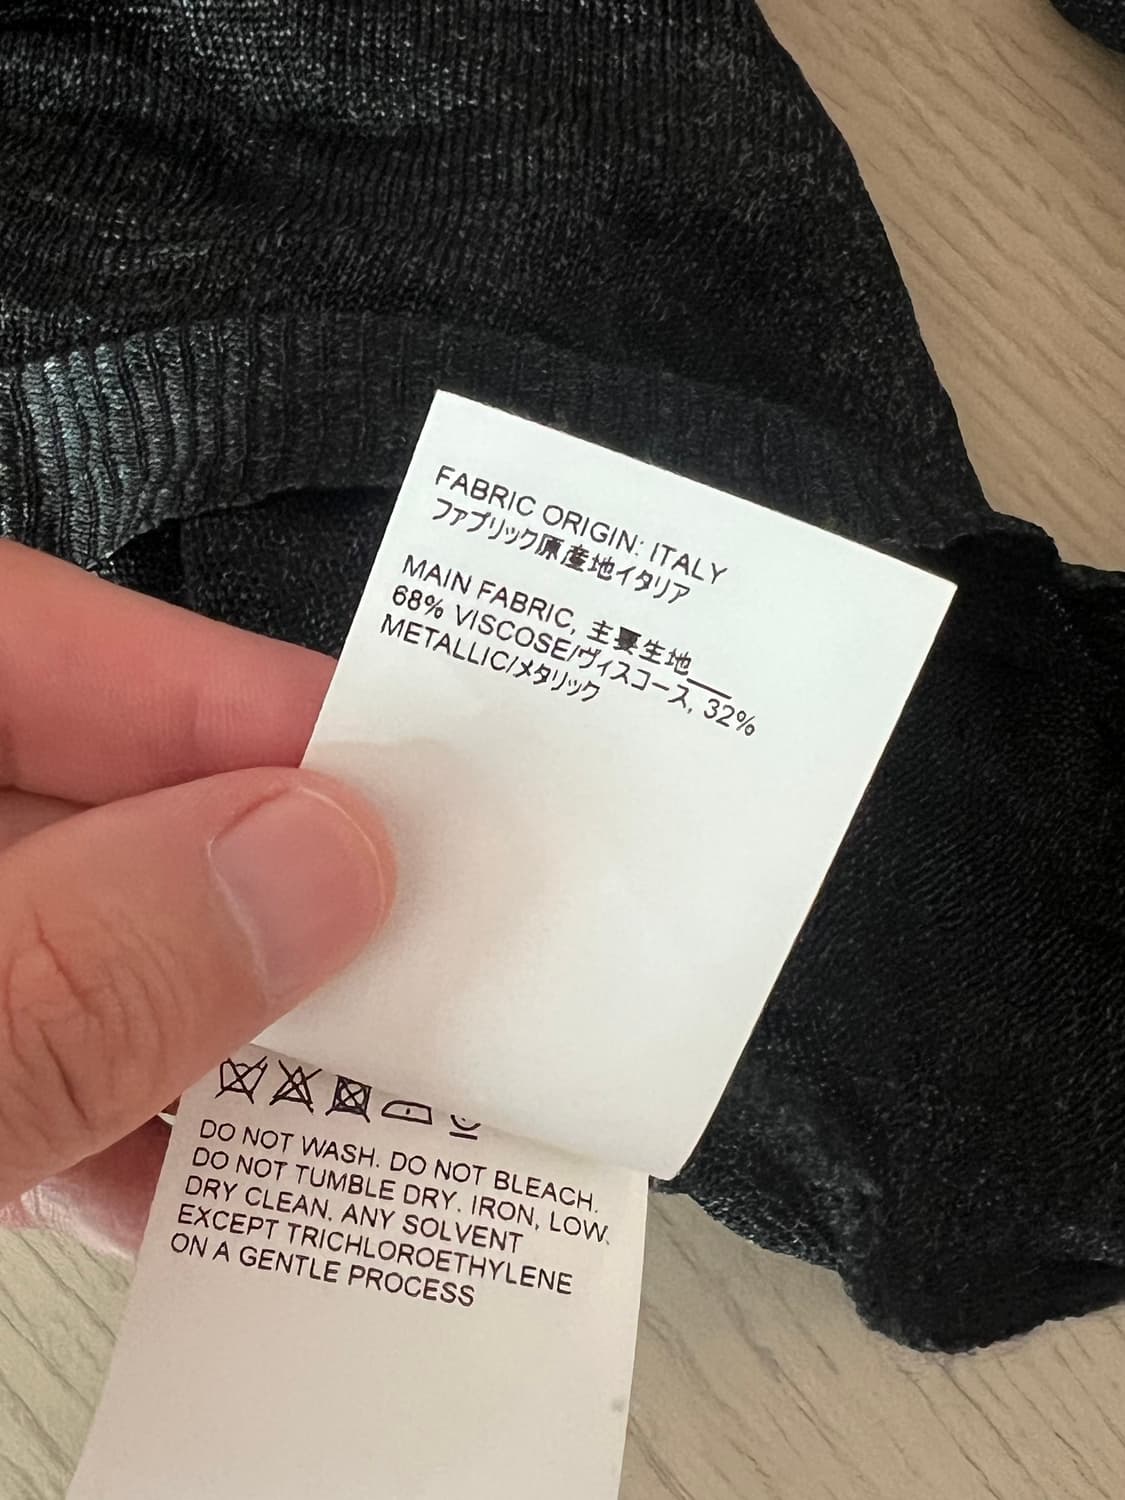 FABRIC ORIGIN: ITALY
ファブリック原産地イタリア
MAIN FABRIC, 主要生地__
68% VISCOSE/ヴィスコース, 32%
METALLIC/メタリック
DO NOT WASH. DO NOT BLEACH.
DO NOT TUMBLE DRY. IRON, LOW.
DRY CLEAN, ANY SOLVENT
EXCEPT TRICHLOROETHYLENE
ON A GENTLE PROCESS